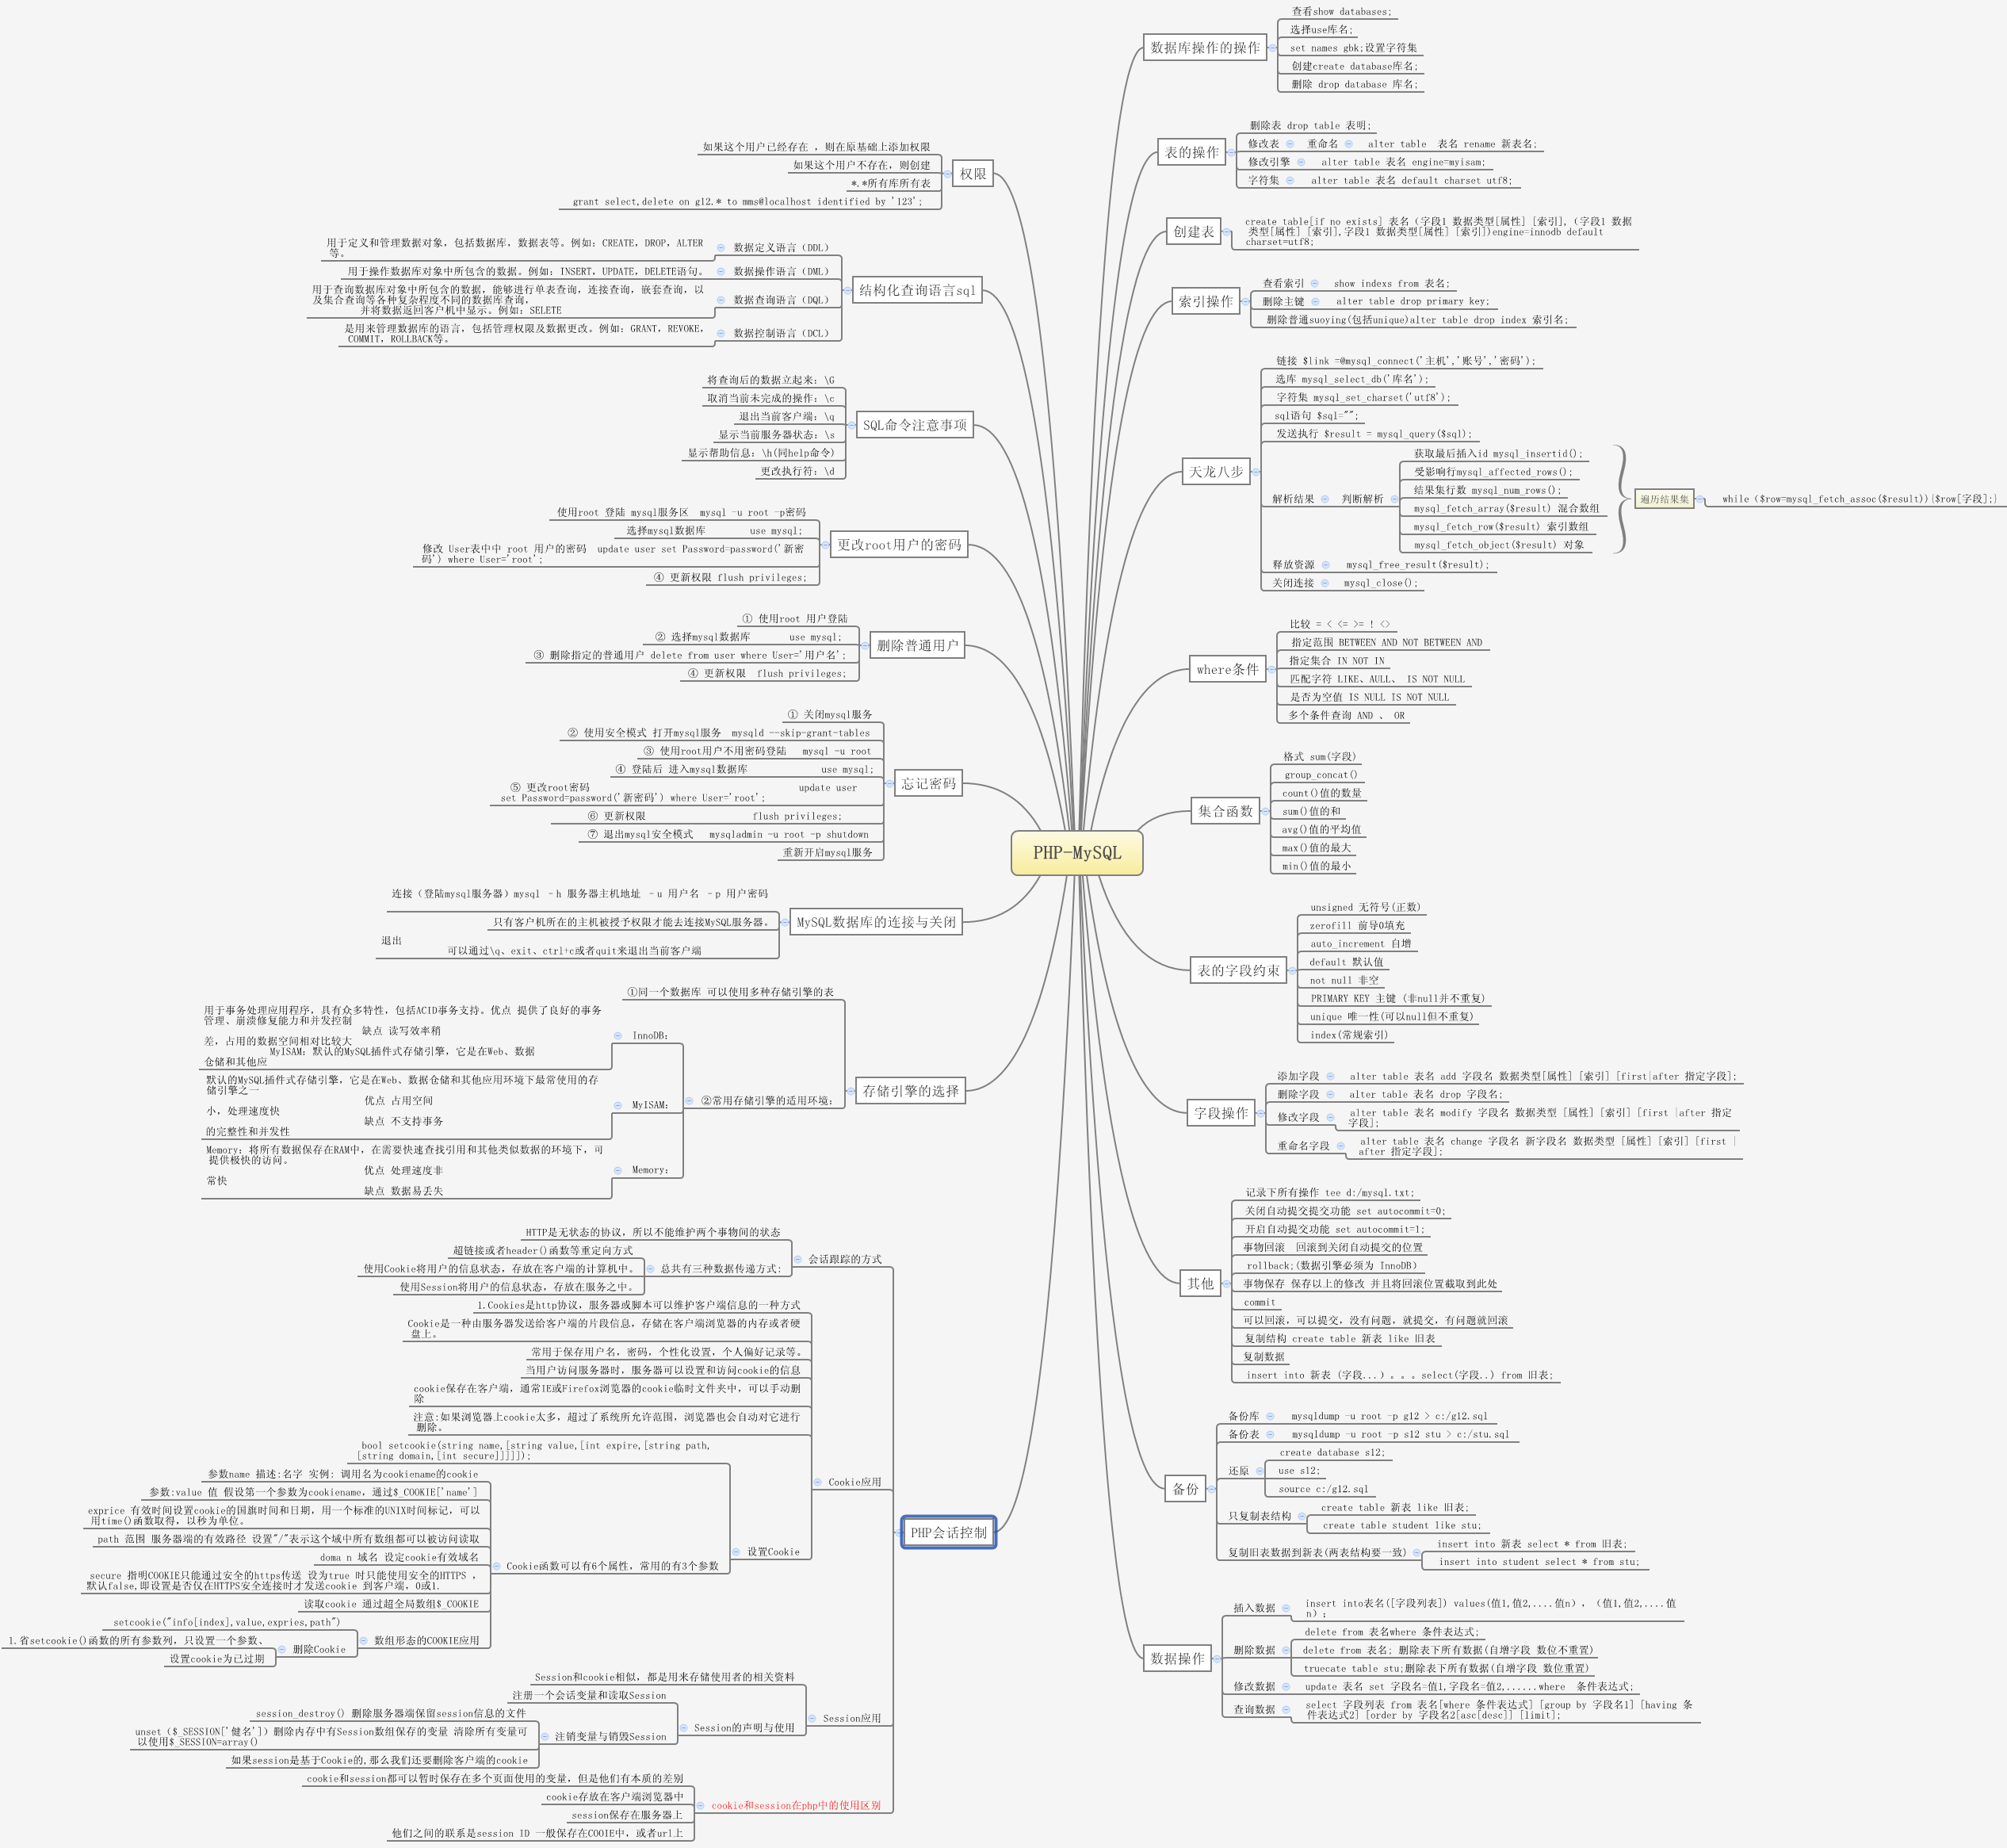 PHP-MySQL
数据库操作的操作
查看show databases;
选择use库名;
set names gbk;设置字符集
创建create database库名;
删除 drop database 库名;
表的操作
删除表 drop table 表明;
修改表
重命名
alter table  表名 rename 新表名;
修改引擎
alter table 表名 engine=myisam;
字符集
alter table 表名 default charset utf8;
创建表
create table[if no exists] 表名（字段1 数据类型[属性] [索引],（字段1 数据
类型[属性] [索引],字段1 数据类型[属性] [索引])engine=innodb default
charset=utf8;
索引操作
查看索引
show indexs from 表名;
删除主键
alter table drop primary key;
删除普通suoying(包括unique)alter table drop index 索引名;
天龙八步
链接 $link =@mysql_connect('主机','账号','密码');
选库 mysql_select_db('库名');
字符集 mysql_set_charset('utf8');
sql语句 $sql="";
发送执行 $result = mysql_query($sql);
解析结果
判断解析
获取最后插入id mysql_insertid();
受影响行mysql_affected_rows();
结果集行数 mysql_num_rows();
mysql_fetch_array($result) 混合数组
mysql_fetch_row($result) 索引数组
mysql_fetch_object($result) 对象
遍历结果集
while（$row=mysql_fetch_assoc($result)){$row[字段];}
释放资源
mysql_free_result($result);
关闭连接
mysql_close();
where条件
比较 = < <= >= ! <>
指定范围 BETWEEN AND NOT BETWEEN AND
指定集合 IN NOT IN
匹配字符 LIKE、AULL、 IS NOT NULL
是否为空值 IS NULL IS NOT NULL
多个条件查询 AND 、 OR
集合函数
格式 sum(字段)
group_concat()
count()值的数量
sum()值的和
avg()值的平均值
max()值的最大
min()值的最小
表的字段约束
unsigned 无符号(正数)
zerofill 前导0填充
auto_increment 自增
default 默认值
not null 非空
PRIMARY KEY 主键 (非null并不重复)
unique 唯一性(可以null但不重复)
index(常规索引)
字段操作
添加字段
alter table 表名 add 字段名 数据类型[属性] [索引] [first|after 指定字段];
删除字段
alter table 表名 drop 字段名;
修改字段
alter table 表名 modify 字段名 数据类型 [属性] [索引] [first |after 指定
字段];
重命名字段
alter table 表名 change 字段名 新字段名 数据类型 [属性] [索引] [first |
after 指定字段];
其他
记录下所有操作 tee d:/mysql.txt;
关闭自动提交提交功能 set autocommit=0;
开启自动提交功能 set autocommit=1;
事物回滚  回滚到关闭自动提交的位置
rollback;(数据引擎必须为 InnoDB)
事物保存 保存以上的修改 并且将回滚位置截取到此处
commit
可以回滚，可以提交，没有问题，就提交，有问题就回滚
复制结构 create table 新表 like 旧表
复制数据
insert into 新表 (字段...）。。。select(字段..) from 旧表;
备份
备份库
mysqldump -u root -p g12 > c:/g12.sql
备份表
mysqldump -u root -p s12 stu > c:/stu.sql
还原
create database s12;
use s12;
source c:/g12.sql
只复制表结构
create table 新表 like 旧表;
create table student like stu;
复制旧表数据到新表(两表结构要一致)
insert into 新表 select * from 旧表;
insert into student select * from stu;
数据操作
插入数据
insert into表名([字段列表]) values(值1,值2,....值n），（值1,值2,....值
n）；
删除数据
delete from 表名where 条件表达式;
delete from 表名; 删除表下所有数据(自增字段 数位不重置)
truecate table stu;删除表下所有数据(自增字段 数位重置)
修改数据
update 表名 set 字段名=值1,字段名=值2,......where  条件表达式;
查询数据
select 字段列表 from 表名[where 条件表达式] [group by 字段名1] [having 条
件表达式2] [order by 字段名2[asc[desc]] [limit];
权限
如果这个用户已经存在 ，则在原基础上添加权限
如果这个用户不存在，则创建
*.*所有库所有表
grant select,delete on g12.* to mms@localhost identified by '123';
结构化查询语言sql
数据定义语言（DDL）
用于定义和管理数据对象，包括数据库，数据表等。例如：CREATE，DROP，ALTER
等。
数据操作语言（DML）
用于操作数据库对象中所包含的数据。例如：INSERT，UPDATE，DELETE语句。
数据查询语言（DQL）
用于查询数据库对象中所包含的数据，能够进行单表查询，连接查询，嵌套查询，以
及集合查询等各种复杂程度不同的数据库查询，
并将数据返回客户机中显示。例如：SELETE
数据控制语言（DCL）
是用来管理数据库的语言，包括管理权限及数据更改。例如：GRANT，REVOKE，
COMMIT，ROLLBACK等。
SQL命令注意事项
将查询后的数据立起来：\G
取消当前未完成的操作：\c
退出当前客户端：\q
显示当前服务器状态：\s
显示帮助信息：\h(同help命令)
更改执行符：\d
更改root用户的密码
使用root 登陆 mysql服务区  mysql -u root -p密码
选择mysql数据库        use mysql;
修改 User表中中 root 用户的密码  update user set Password=password('新密
码') where User='root';
④ 更新权限 flush privileges;
删除普通用户
① 使用root 用户登陆
② 选择mysql数据库       use mysql;
③ 删除指定的普通用户 delete from user where User='用户名';
④ 更新权限  flush privileges;
忘记密码
① 关闭mysql服务
② 使用安全模式 打开mysql服务  mysqld --skip-grant-tables
③ 使用root用户不用密码登陆   mysql -u root
④ 登陆后 进入mysql数据库             use mysql;
⑤ 更改root密码                                      update user
set Password=password('新密码') where User='root';
⑥ 更新权限                    flush privileges;
⑦ 退出mysql安全模式   mysqladmin -u root -p shutdown
重新开启mysql服务
MySQL数据库的连接与关闭
连接（登陆mysql服务器）mysql -h 服务器主机地址 -u 用户名 -p 用户密码
只有客户机所在的主机被授予权限才能去连接MySQL服务器。
退出
可以通过\q、exit、ctrl+c或者quit来退出当前客户端
存储引擎的选择
①同一个数据库 可以使用多种存储引擎的表
②常用存储引擎的适用环境：
InnoDB：
用于事务处理应用程序，具有众多特性，包括ACID事务支持。优点 提供了良好的事务
管理、崩溃修复能力和并发控制
缺点 读写效率稍
差，占用的数据空间相对比较大
MyISAM：默认的MySQL插件式存储引擎，它是在Web、数据
仓储和其他应
MyISAM：
默认的MySQL插件式存储引擎，它是在Web、数据仓储和其他应用环境下最常使用的存
储引擎之一
优点 占用空间
小，处理速度快
缺点 不支持事务
的完整性和并发性
Memory：
Memory：将所有数据保存在RAM中，在需要快速查找引用和其他类似数据的环境下，可
提供极快的访问。
优点 处理速度非
常快
缺点 数据易丢失
PHP会话控制
会话跟踪的方式
HTTP是无状态的协议，所以不能维护两个事物间的状态
总共有三种数据传递方式：
超链接或者header()函数等重定向方式
使用Cookie将用户的信息状态，存放在客户端的计算机中。
使用Session将用户的信息状态，存放在服务之中。
Cookie应用
1.Cookies是http协议，服务器或脚本可以维护客户端信息的一种方式
Cookie是一种由服务器发送给客户端的片段信息，存储在客户端浏览器的内存或者硬
盘上。
常用于保存用户名，密码，个性化设置，个人偏好记录等。
当用户访问服务器时，服务器可以设置和访问cookie的信息
cookie保存在客户端，通常IE或Firefox浏览器的cookie临时文件夹中，可以手动删
除
注意:如果浏览器上cookie太多，超过了系统所允许范围，浏览器也会自动对它进行
删除。
设置Cookie
bool setcookie(string name,[string value,[int expire,[string path,
[string domain,[int secure]]]]]);
Cookie函数可以有6个属性，常用的有3个参数
参数name 描述:名字 实例: 调用名为cookiename的cookie
参数:value 值 假设第一个参数为cookiename，通过$_COOKIE['name']
exprice 有效时间设置cookie的国旗时间和日期，用一个标准的UNIX时间标记，可以
用time()函数取得，以秒为单位。
path 范围 服务器端的有效路径 设置"/"表示这个域中所有数组都可以被访问读取
doma n 域名 设定cookie有效域名
secure 指明COOKIE只能通过安全的https传送 设为true 时只能使用安全的HTTPS ，
默认false,即设置是否仅在HTTPS安全连接时才发送cookie 到客户端，0或1.
读取cookie 通过超全局数组$_COOKIE
数组形态的COOKIE应用
setcookie("info[index],value,expries,path")
删除Cookie
1.省setcookie()函数的所有参数列，只设置一个参数、
设置cookie为已过期
Session应用
Session和cookie相似，都是用来存储使用者的相关资料
Session的声明与使用
注册一个会话变量和读取Session
注销变量与销毁Session
session_destroy() 删除服务器端保留session信息的文件
unset（$_SESSION['健名']）删除内存中有Session数组保存的变量 清除所有变量可
以使用$_SESSION=array()
如果session是基于Cookie的,那么我们还要删除客户端的cookie
cookie和session在php中的使用区别
cookie和session都可以暂时保存在多个页面使用的变量，但是他们有本质的差别
cookie存放在客户端浏览器中
session保存在服务器上
他们之间的联系是session ID 一般保存在COOIE中，或者url上